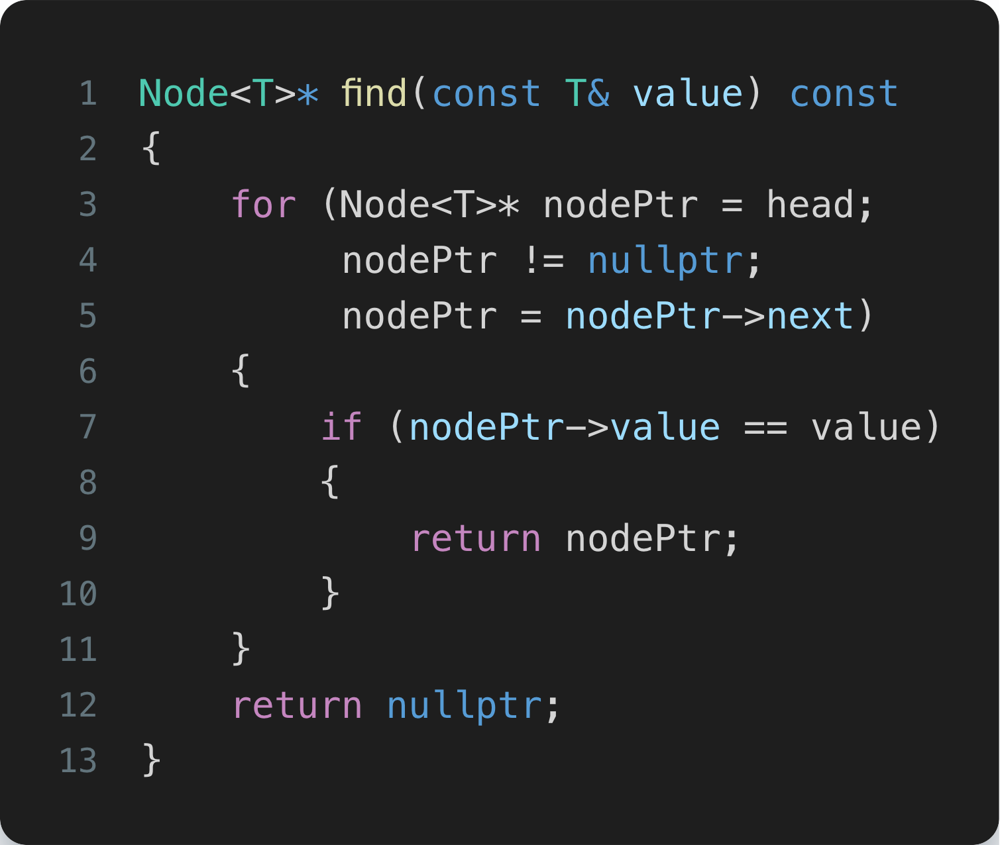 1 Node<T>* find(const T& value) const
2 {
3     for (Node<T>* nodePtr = head;
4          nodePtr != nullptr;
5          nodePtr = nodePtr->next)
6     {
7         if (nodePtr->value == value)
8         {
9             return nodePtr;
10         }
11     }
12     return nullptr;
13 }